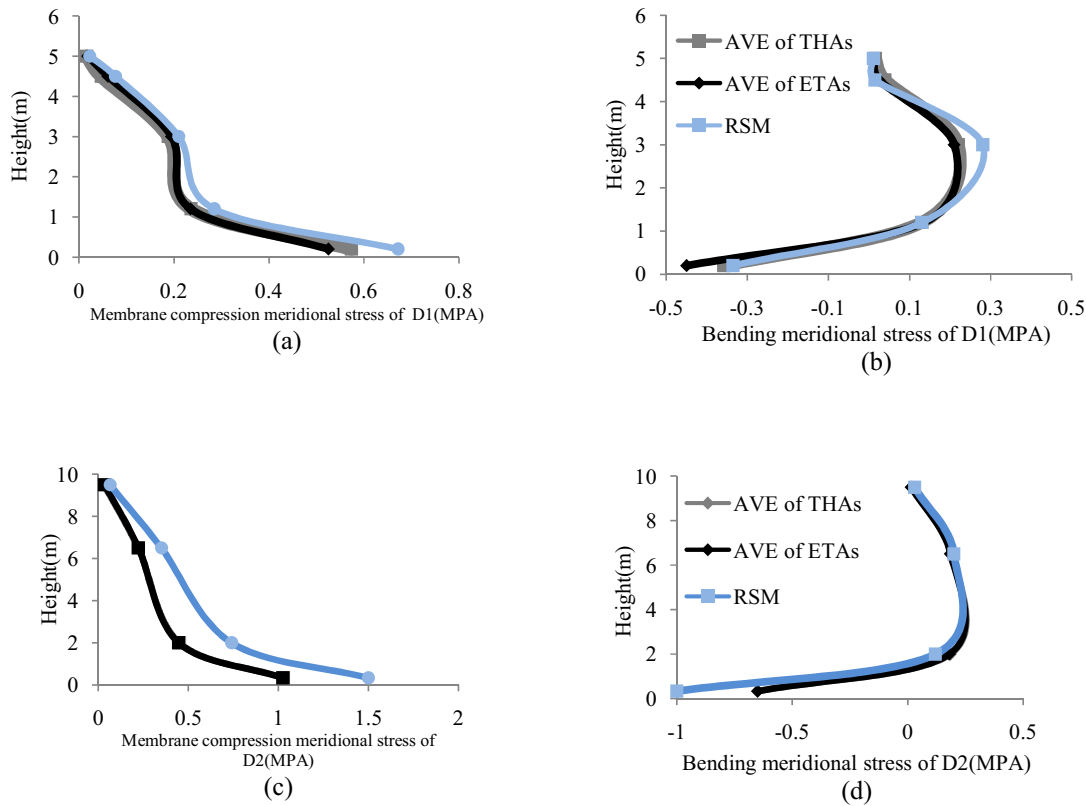 6
5
4
3
2
1
0
Height(m)
0
0.2
0.4
0.6
0.8
Membrane compression meridional stress of D1(MPA)
(a)
6
5
4
3
2
1
0
Height(m)
AVE of THAs
AVE of ETAs
RSM
-0.5
-0.3
-0.1
0.1
0.3
0.5
Bending meridional stress of D1(MPA)
(b)
10
8
6
4
2
0
Height(m)
0
0.5
1
1.5
2
Membrane compression meridional stress of
D2(MPA)
(c)
10
8
6
4
2
0
Height(m)
AVE of THAs
AVE of ETAs
RSM
-1
-0.5
0
0.5
Bending meridional stress of D2(MPA)
(d)